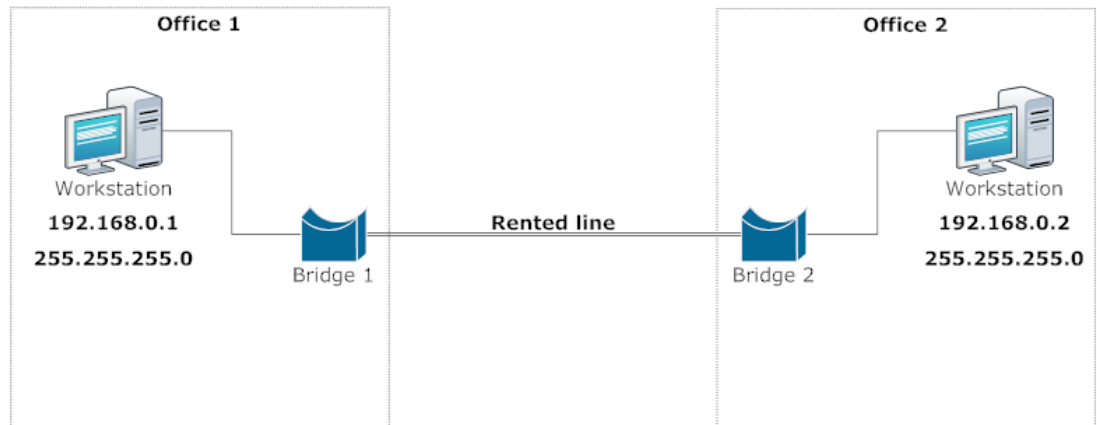 Office 1
Office 2
Workstation
192.168.0.1
255.255.255.0
Bridge 1
Rented line
Bridge 2
Workstation
192.168.0.2
255.255.255.0